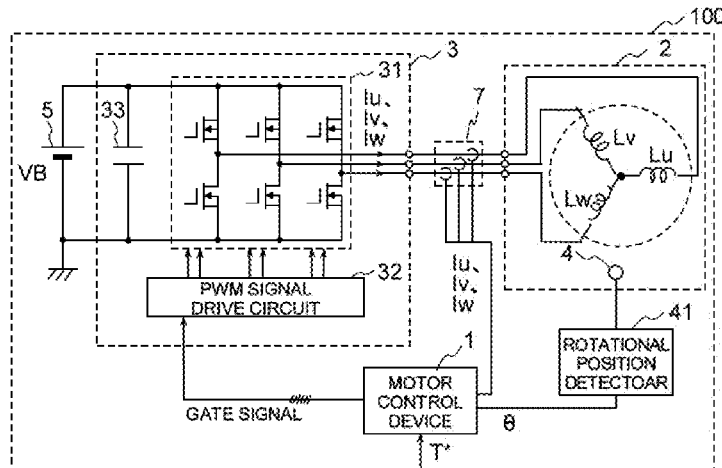 100
3
2
31
Iu、
Iv、
Iw
7
5
33
VB
Lv
Lu
Lw
4
32
PWM SIGNAL
DRIVE CIRCUIT
Iu、
Iv、
Iw
41
ROTATIONAL
POSITION
DETECTOAR
1
MOTOR
CONTROL
DEVICE
GATE SIGNAL
θ
T*